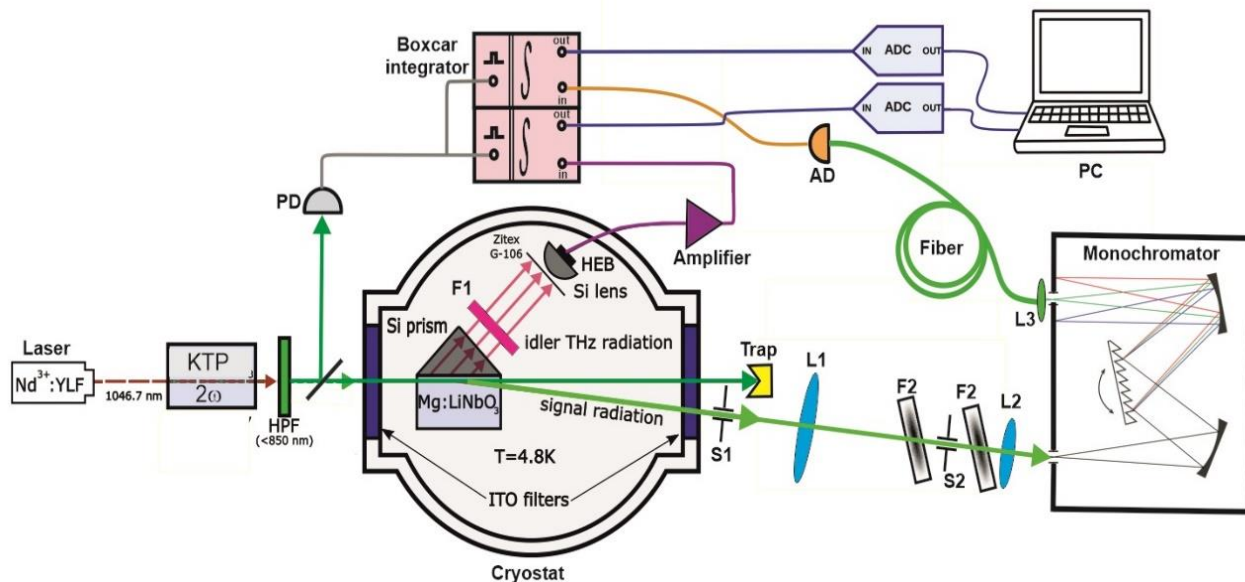 Boxcar
integrator
out
in
out
in
IN ADC OUT
IN ADC OUT
PC
PD
AD
Amplifier
Fiber
Monochromator
L3
Zitex
G-106
HEB
Si lens
F1
Si prism
idler THz radiation
Laser
Nd³⁺:YLF
1046.7 nm
KTP
2ω
HPF
(<850 nm)
Mg:LiNbO₃
signal radiation
Trap
L1
F2
F2
L2
S1
S2
T=4.8K
ITO filters
Cryostat